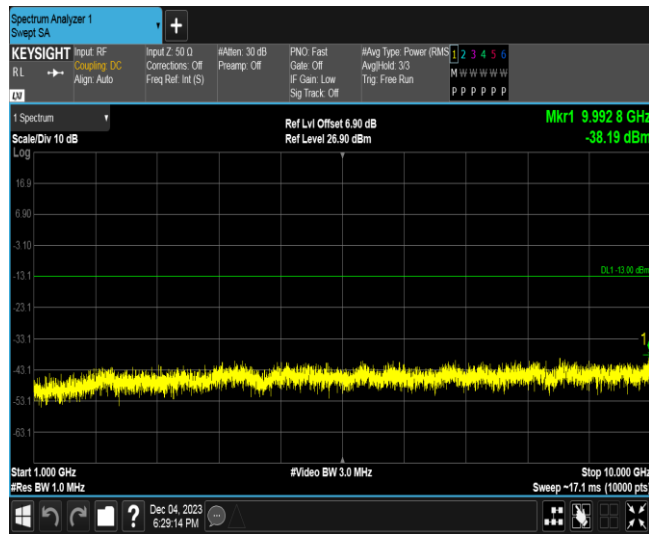 Spectrum Analyzer 1
Swept SA
KEYSIGHT
RL
LXI
Input: RF
Coupling: DC
Align: Auto
Input Z: 50 Ω
Corrections: Off
Freq Ref: Int (S)
#Atten: 30 dB
Preamp: Off
PNO: Fast
Gate: Off
IF Gain: Low
Sig Track: Off
#Avg Type: Power (RMS
Avg|Hold: 3/3
Trig: Free Run
1 2 3 4 5 6
M W W W W W
P P P P P P
1 Spectrum
Scale/Div 10 dB
Log
Ref Lvl Offset 6.90 dB
Ref Level 26.90 dBm
Mkr1 9.992 8 GHz
-38.19 dBm
16.9
6.90
-3.10
-13.1
DL1 -13.00 dBm
-23.1
-33.1
1
-43.1
-53.1
-63.1
Start 1.000 GHz
#Res BW 1.0 MHz
#Video BW 3.0 MHz
Stop 10.000 GHz
Sweep ~17.1 ms (10000 pts)
?
Dec 04, 2023
6:29:14 PM